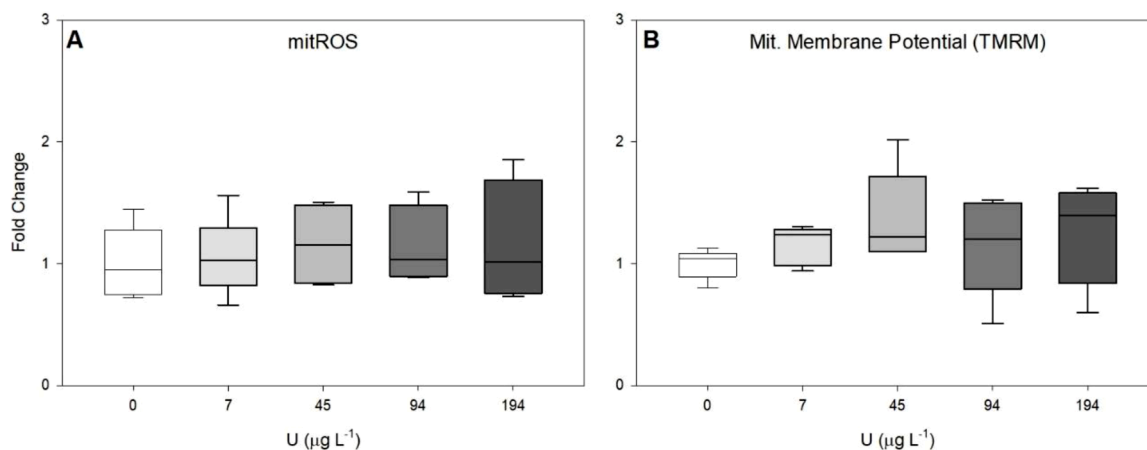 A
mitROS
3
2
1
0
Fold Change
0
7
45
94
194
U (μg L⁻¹)
B
Mit. Membrane Potential (TMRM)
3
2
1
0
0
7
45
94
194
U (μg L⁻¹)